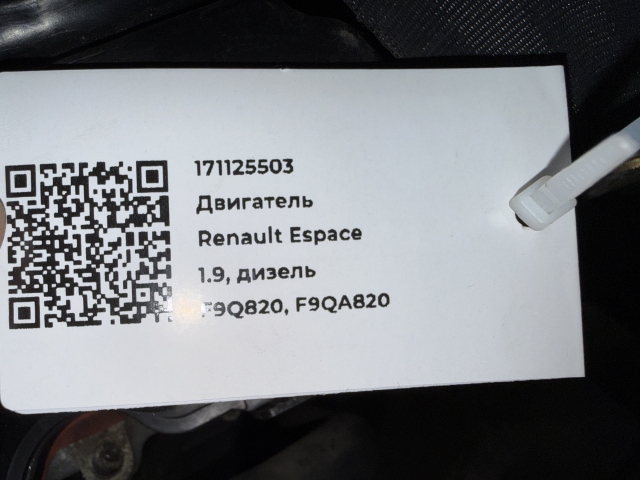 171125503
Двигатель
Renault Espace
1.9, дизель
F9Q820, F9QA820